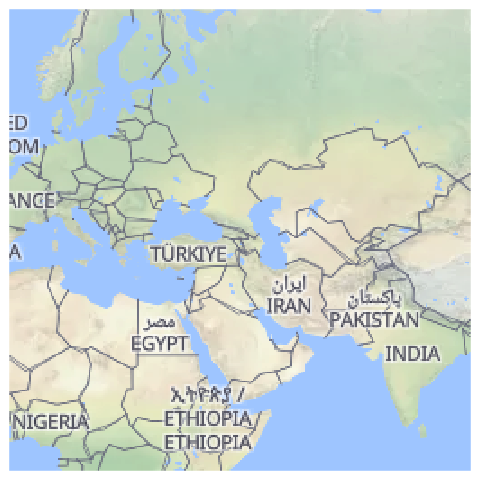 ED
OM
ANCE
A
TÜRKIYE
ایران
IRAN
پاکستان
PAKISTAN
مصر
EGYPT
INDIA
NIGERIA
ኢትዮጵያ /
ETHIOPIA
ETHIOPIA